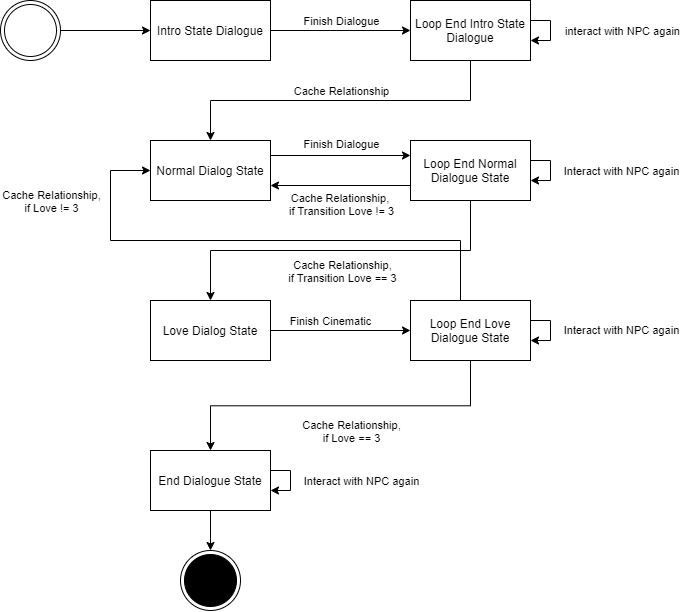 Intro State Dialogue
Finish Dialogue
Loop End Intro State
Dialogue
interact with NPC again
Cache Relationship
Normal Dialog State
Finish Dialogue
Loop End Normal
Dialogue State
Interact with NPC again
Cache Relationship,
if Transition Love != 3
Cache Relationship,
if Love != 3
Cache Relationship,
if Transition Love == 3
Love Dialog State
Finish Cinematic
Loop End Love
Dialogue State
Interact with NPC again
Cache Relationship,
if Love == 3
End Dialogue State
Interact with NPC again